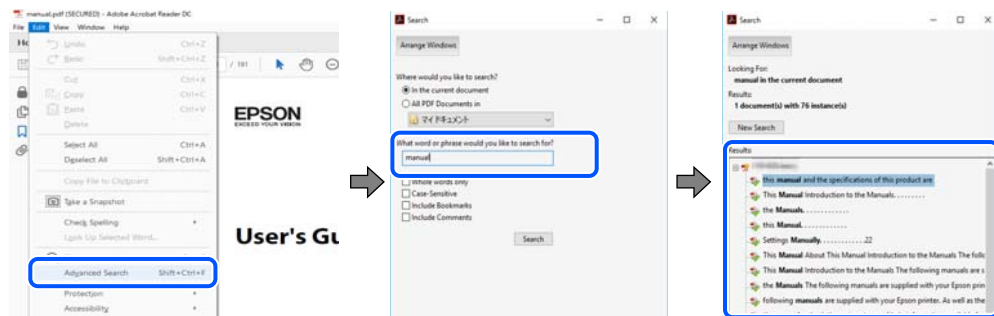 manual.pdf (SECURED) - Adobe Acrobat Reader DC
File Edit View Window Help
Undo Ctrl+Z
Redo Shift+Ctrl+Z
Cut Ctrl+X
Copy Ctrl+C
Paste Ctrl+V
Delete
Select All Ctrl+A
Deselect All Shift+Ctrl+A
Copy File to Clipboard
Take a Snapshot
Check Spelling
Look Up Selected Word...
Advanced Search Shift+Ctrl+F
Protection
Accessibility
/ 181
EPSON
EXCEED YOUR VISION
User's Gu
Search
Arrange Windows
Where would you like to search?
In the current document
All PDF Documents in
マイ ドキュメント
What word or phrase would you like to search for?
manual
Whole words only
Case-Sensitive
Include Bookmarks
Include Comments
Search
Search
Arrange Windows
Looking For:
manual in the current document
Results:
1 document(s) with 76 instance(s)
New Search
Results:
this manual and the specifications of this product are
This Manual Introduction to the Manuals. . . . . . . . .
the Manuals. . . . . . . . . . . . .
this Manual. . . . . . . . . . . . .
Settings Manually. . . . . . . . . . . . .22
This Manual About This Manual Introduction to the Manuals The follo
This Manual Introduction to the Manuals The following manuals are s
the Manuals The following manuals are supplied with your Epson prin
following manuals are supplied with your Epson printer. As well as the